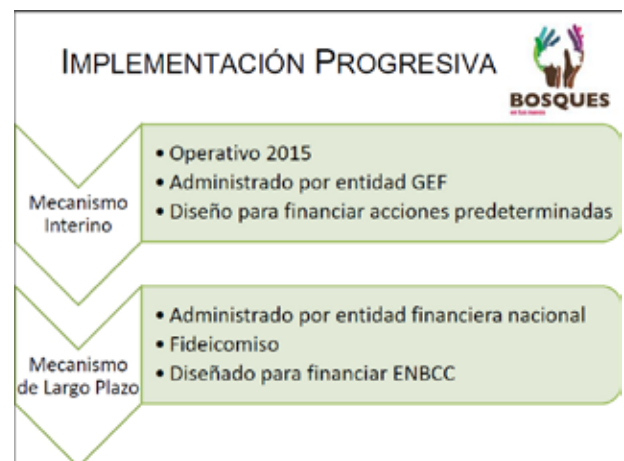 IMPLEMENTACIÓN PROGRESIVA
BOSQUES
Mecanismo
Interino
• Operativo 2015
• Administrado por entidad GEF
• Diseño para financiar acciones predeterminadas
Mecanismo
de Largo Plazo
• Administrado por entidad financiera nacional
• Fideicomiso
• Diseñado para financiar ENBCC